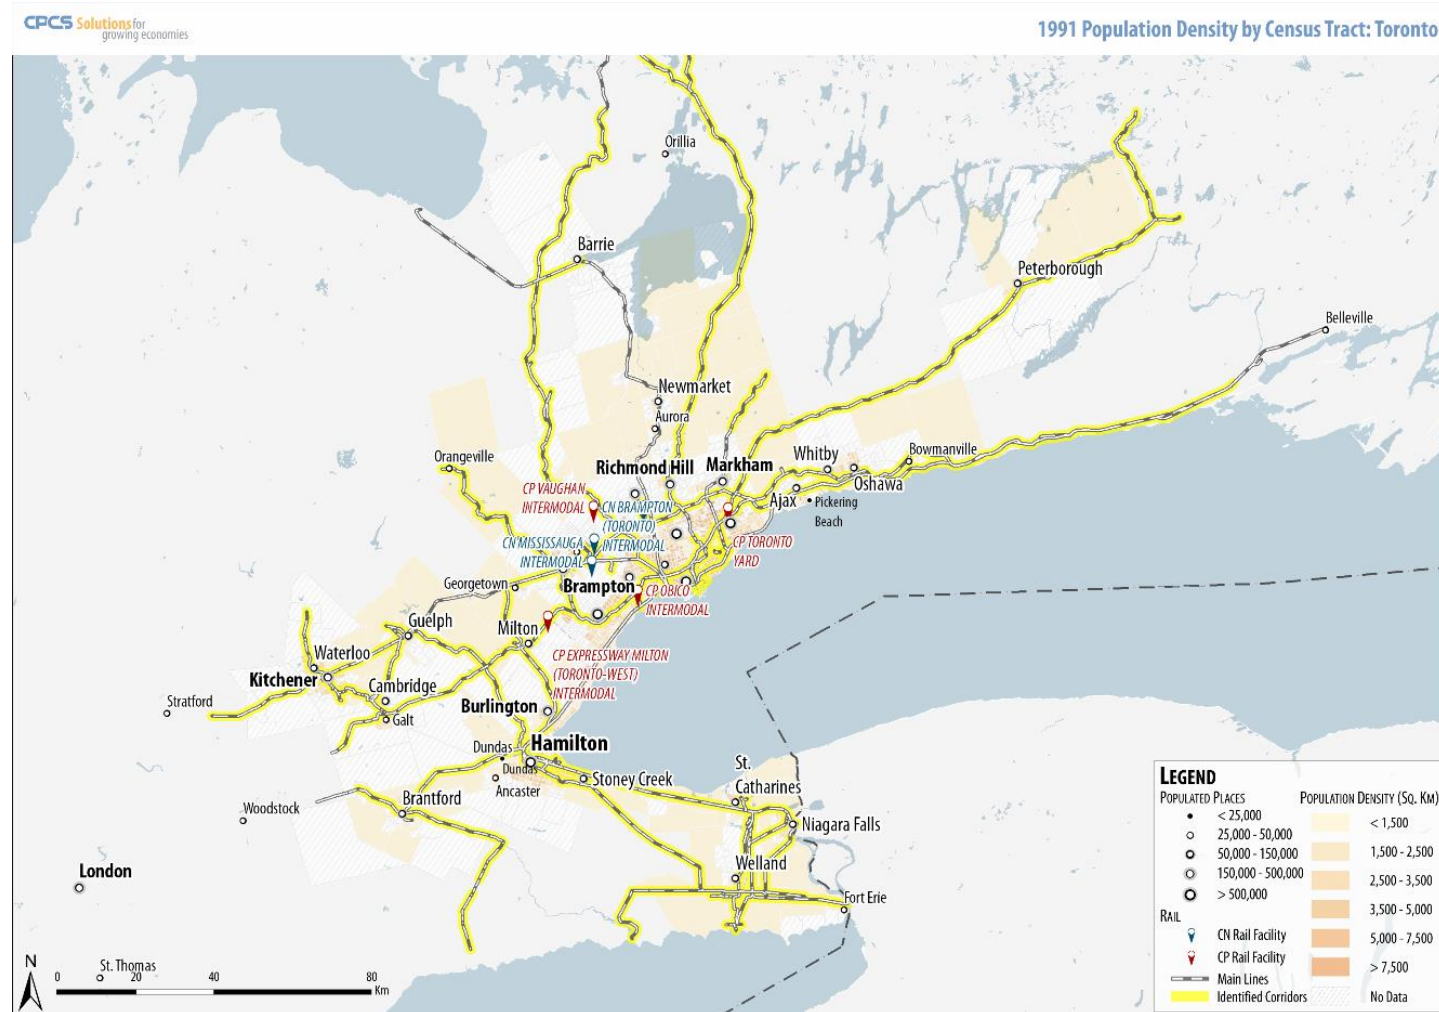 CPCS Solutions for
growing economies
1991 Population Density by Census Tract: Toronto
Orillia
Barrie
Peterborough
Belleville
Newmarket
Aurora
Orangeville
Richmond Hill
Markham
Whitby
Bowmanville
Oshawa
Ajax
Pickering
Beach
CP VAUGHAN
INTERMODAL
CN BRAMPTON
(TORONTO)
INTERMODAL
CN MISSISSAUGA
INTERMODAL
CP TORONTO
YARD
Georgetown
Brampton
CP OBICO
INTERMODAL
Guelph
Milton
Waterloo
CP EXPRESSWAY MILTON
(TORONTO-WEST)
INTERMODAL
Kitchener
Cambridge
Stratford
Galt
Burlington
Dundas
Hamilton
Dundas
Ancaster
Stoney Creek
St.
Catharines
Brantford
Woodstock
Niagara Falls
Welland
London
Fort Erie
St. Thomas
N
0 20 40 80
Km
LEGEND
POPULATED PLACES
< 25,000
25,000 - 50,000
50,000 - 150,000
150,000 - 500,000
> 500,000
RAIL
CN Rail Facility
CP Rail Facility
Main Lines
Identified Corridors
POPULATION DENSITY (SQ. KM)
< 1,500
1,500 - 2,500
2,500 - 3,500
3,500 - 5,000
5,000 - 7,500
> 7,500
No Data